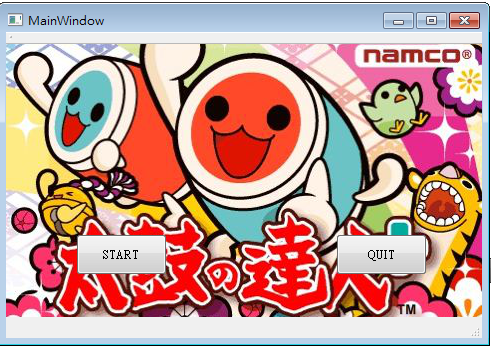 MainWindow
namco®
太鼓の達人
START
QUIT
TM